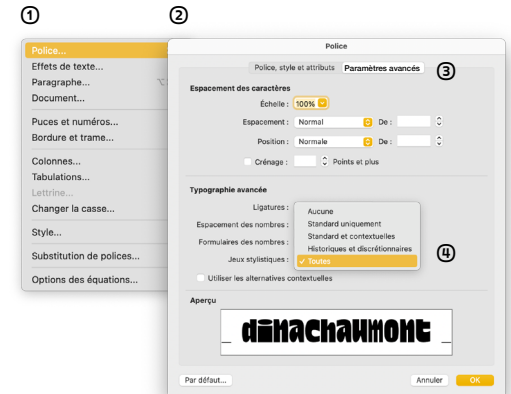 ①
②
Police...
Effets de texte...
Paragraphe...
Document...
Puces et numéros...
Bordure et trame...
Colonnes...
Tabulations...
Lettrine...
Changer la casse...
Style...
Substitution de polices...
Options des équations...
Police
Police, style et attributs
Paramètres avancés
③
Espacement des caractères
Échelle : 100%
Espacement : Normal De :
Position : Normale De :
Crénage : Points et plus
Typographie avancée
Ligatures :
Espacement des nombres :
Formulaires des nombres :
Jeux stylistiques :
Aucune
Standard uniquement
Standard et contextuelles
Historiques et discrétionnaires
✓ Toutes
④
Utiliser les alternatives contextuelles
Aperçu
dinachaumont
Par défaut...
Annuler
OK